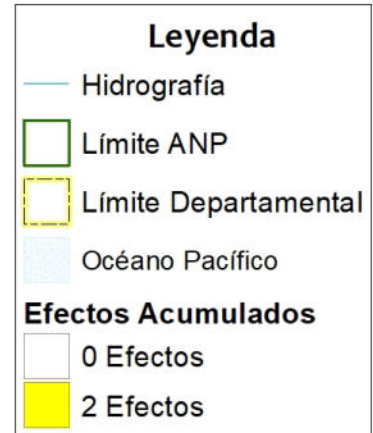 Leyenda
Hidrografía
Límite ANP
Límite Departamental
Océano Pacífico
Efectos Acumulados
0 Efectos
2 Efectos